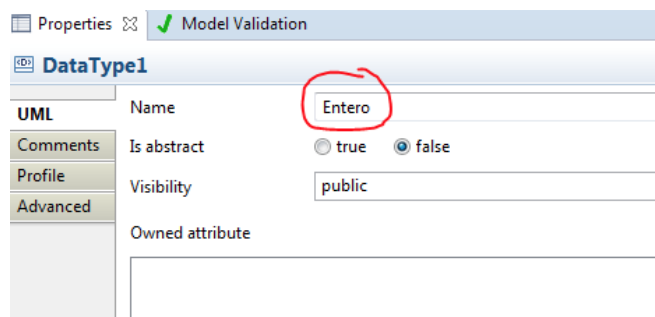 Properties Model Validation
DataType1
UML
Name Entero
Comments
Is abstract true false
Profile
Visibility public
Advanced
Owned attribute